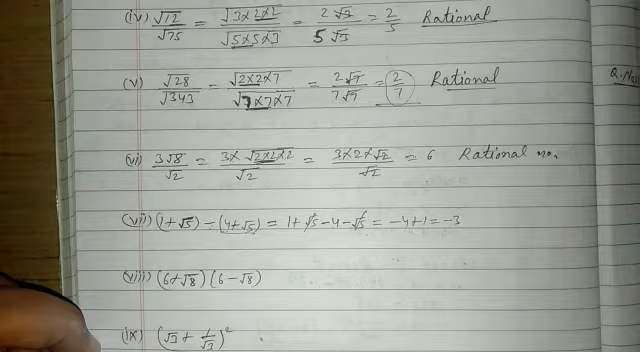 (iv) √12/√75 = √3×2×2/√5×5×3 = 2√3/5√3 = 2/5 Rational
(v) √28/√343 = √2×2×7/√7×7×7 = 2√7/7√7 = 2/7 Rational
(vi) 3√8/√2 = 3×√2×2×2/√2 = 3×2×√2/√2 = 6 Rational no.
(vii) (1+√5) - (4+√5) = 1+√5-4-√5 = -4+1 = -3
(viii) (6+√8) (6-√8)
(ix) (√3 + 1/√3)²